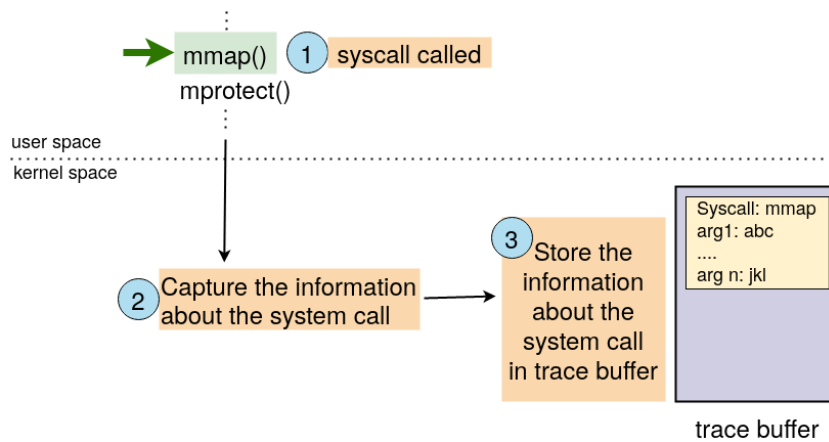 mmap()
1
syscall called
mprotect()
user space
kernel space
2
Capture the information
about the system call
3
Store the
information
about the
system call
in trace buffer
Syscall: mmap
arg1: abc
....
arg n: jkl
trace buffer